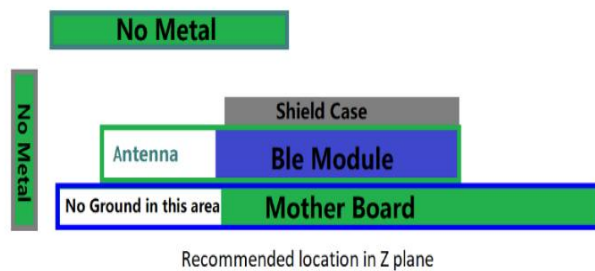 No Metal
No Metal
Shield Case
Antenna
Ble Module
No Ground in this area
Mother Board
Recommended location in Z plane